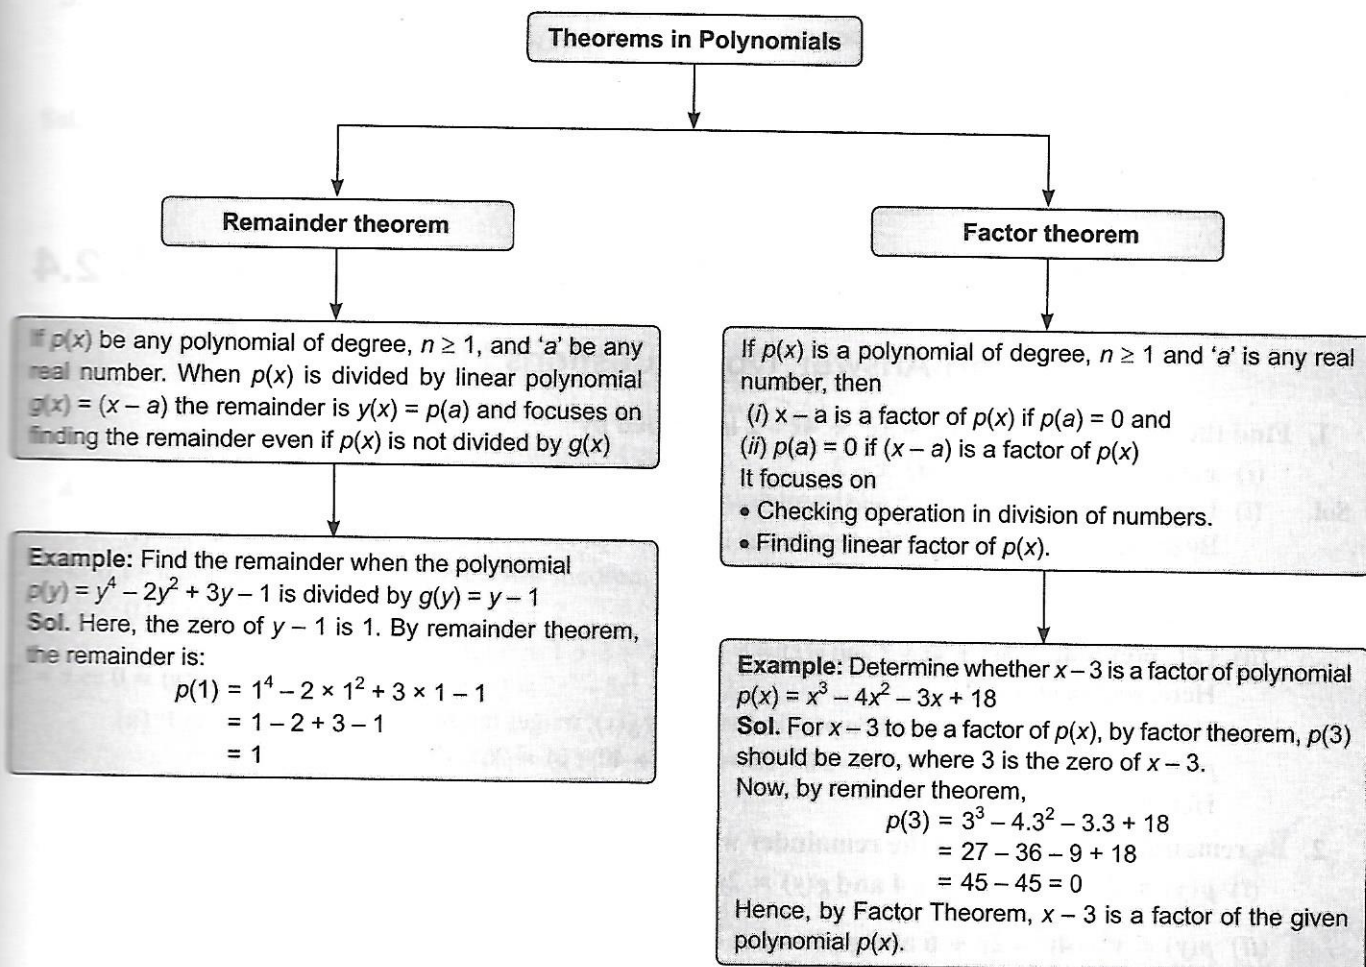 Theorems in Polynomials
Remainder theorem
Factor theorem
2.4
If p(x) be any polynomial of degree, n ≥ 1, and ‘a’ be any
real number. When p(x) is divided by linear polynomial
g(x) = (x – a) the remainder is y(x) = p(a) and focuses on
finding the remainder even if p(x) is not divided by g(x)
If p(x) is a polynomial of degree, n ≥ 1 and ‘a’ is any real
number, then
(i) x – a is a factor of p(x) if p(a) = 0 and
(ii) p(a) = 0 if (x – a) is a factor of p(x)
It focuses on
• Checking operation in division of numbers.
• Finding linear factor of p(x).
Example: Find the remainder when the polynomial
p(y) = y⁴ – 2y² + 3y – 1 is divided by g(y) = y – 1
Sol. Here, the zero of y – 1 is 1. By remainder theorem,
the remainder is:
p(1) = 1⁴ – 2 × 1² + 3 × 1 – 1
= 1 – 2 + 3 – 1
= 1
Example: Determine whether x – 3 is a factor of polynomial
p(x) = x³ – 4x² – 3x + 18
Sol. For x – 3 to be a factor of p(x), by factor theorem, p(3)
should be zero, where 3 is the zero of x – 3.
Now, by reminder theorem,
p(3) = 3³ – 4.3² – 3.3 + 18
= 27 – 36 – 9 + 18
= 45 – 45 = 0
Hence, by Factor Theorem, x – 3 is a factor of the given
polynomial p(x).